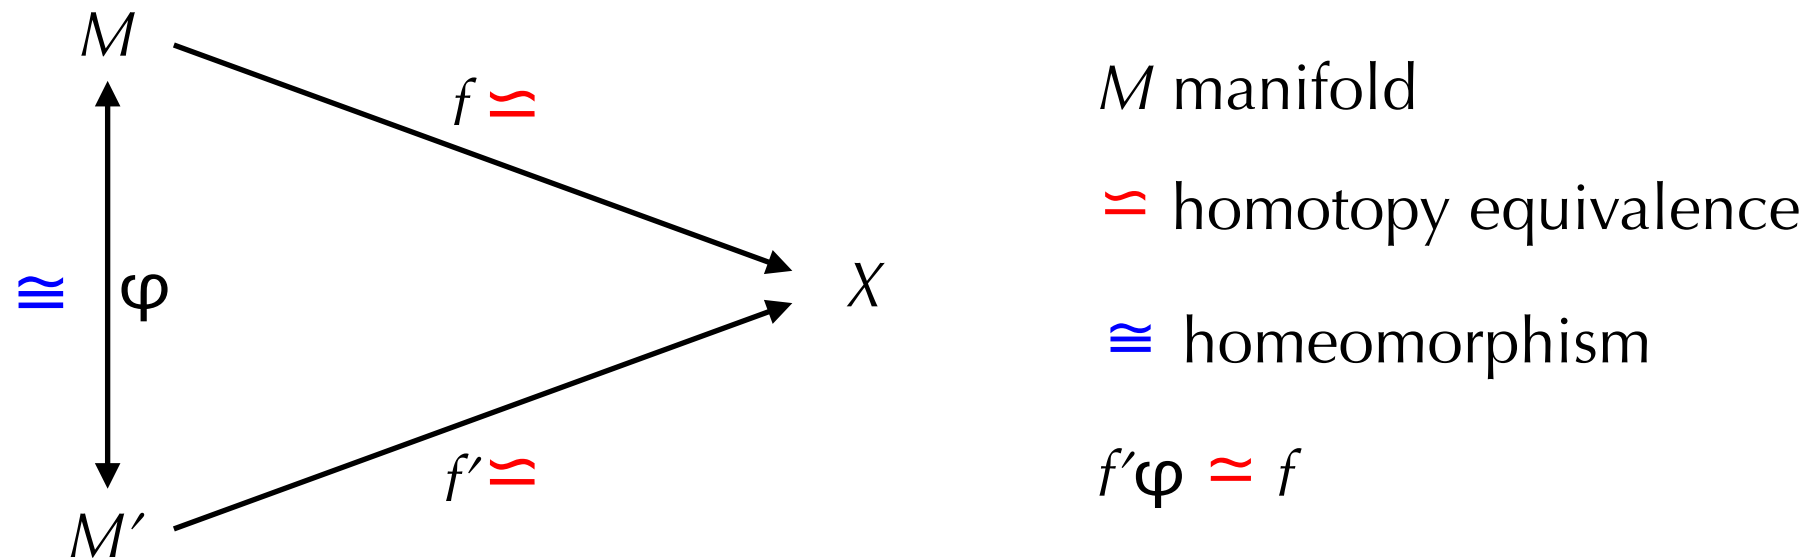 M
f ≃
≅ φ
X
f′ ≃
M′
M manifold
≃ homotopy equivalence
≅ homeomorphism
f′φ ≃ f